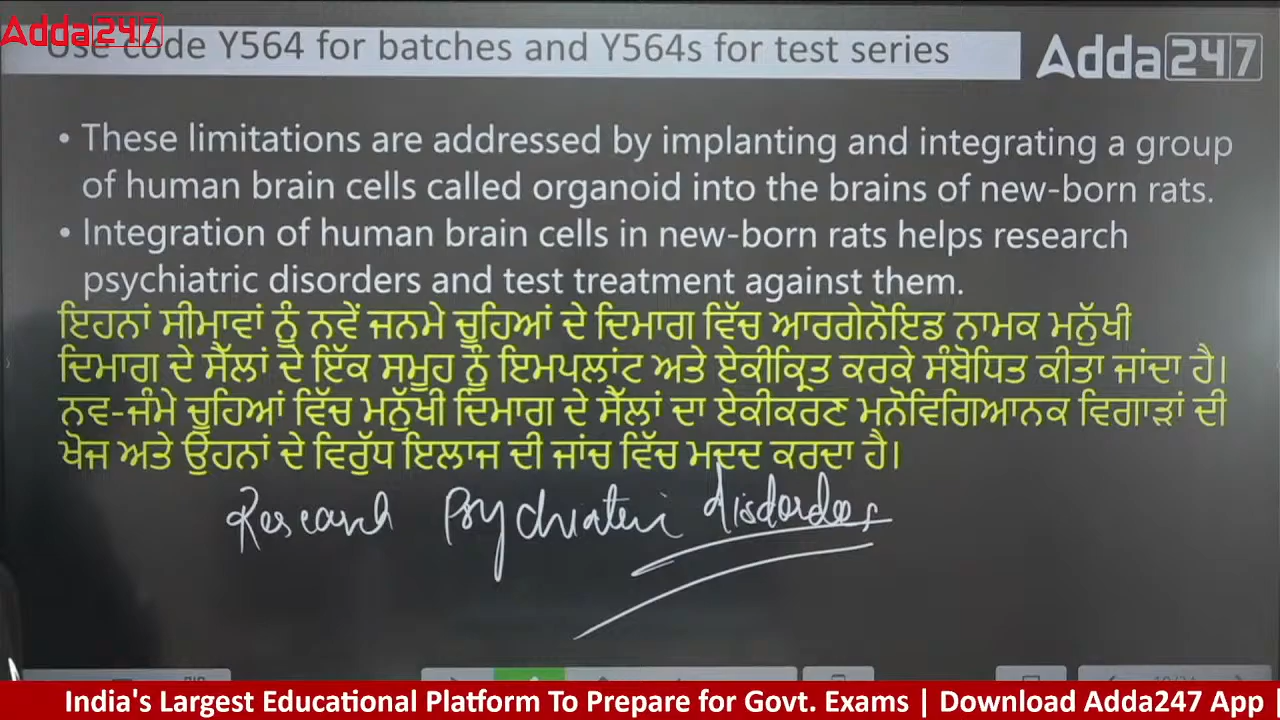 Adda247
Use code Y564 for batches and Y564s for test series
Adda247
• These limitations are addressed by implanting and integrating a group
of human brain cells called organoid into the brains of new-born rats.
• Integration of human brain cells in new-born rats helps research
psychiatric disorders and test treatment against them.
ਇਹਨਾਂ ਸੀਮਾਵਾਂ ਨੂੰ ਨਵੇਂ ਜਨਮੇ ਚੂਹਿਆਂ ਦੇ ਦਿਮਾਗ ਵਿੱਚ ਆਰਗੇਨੋਇਡ ਨਾਮਕ ਮਨੁੱਖੀ
ਦਿਮਾਗ ਦੇ ਸੈੱਲਾਂ ਦੇ ਇੱਕ ਸਮੂਹ ਨੂੰ ਇਮਪਲਾਂਟ ਅਤੇ ਏਕੀਕ੍ਰਿਤ ਕਰਕੇ ਸੰਬੋਧਿਤ ਕੀਤਾ ਜਾਂਦਾ ਹੈ।
ਨਵ-ਜੰਮੇ ਚੂਹਿਆਂ ਵਿੱਚ ਮਨੁੱਖੀ ਦਿਮਾਗ ਦੇ ਸੈੱਲਾਂ ਦਾ ਏਕੀਕਰਣ ਮਨੋਵਿਗਿਆਨਕ ਵਿਗਾੜਾਂ ਦੀ
ਖੋਜ ਅਤੇ ਉਹਨਾਂ ਦੇ ਵਿਰੁੱਧ ਇਲਾਜ ਦੀ ਜਾਂਚ ਵਿੱਚ ਮਦਦ ਕਰਦਾ ਹੈ।
Research Psychiatric disorders
India's Largest Educational Platform To Prepare for Govt. Exams | Download Adda247 App